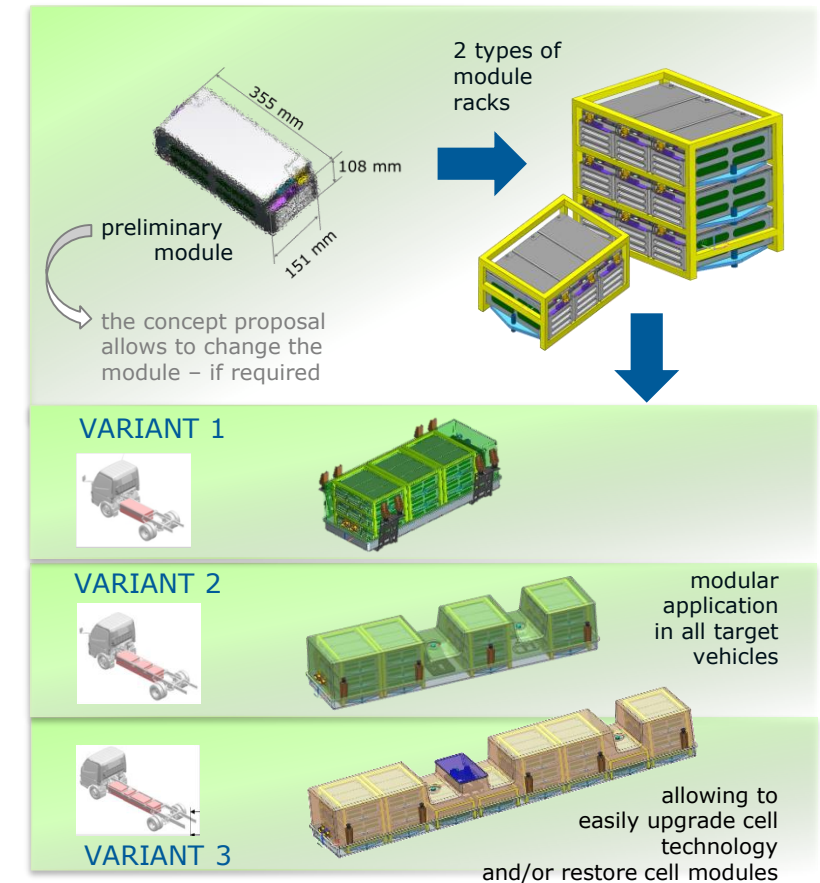 2 types of
module
racks
355 mm
108 mm
151 mm
preliminary
module
the concept proposal
allows to change the
module – if required
VARIANT 1
VARIANT 2
modular
application
in all target
vehicles
VARIANT 3
allowing to
easily upgrade cell
technology
and/or restore cell modules